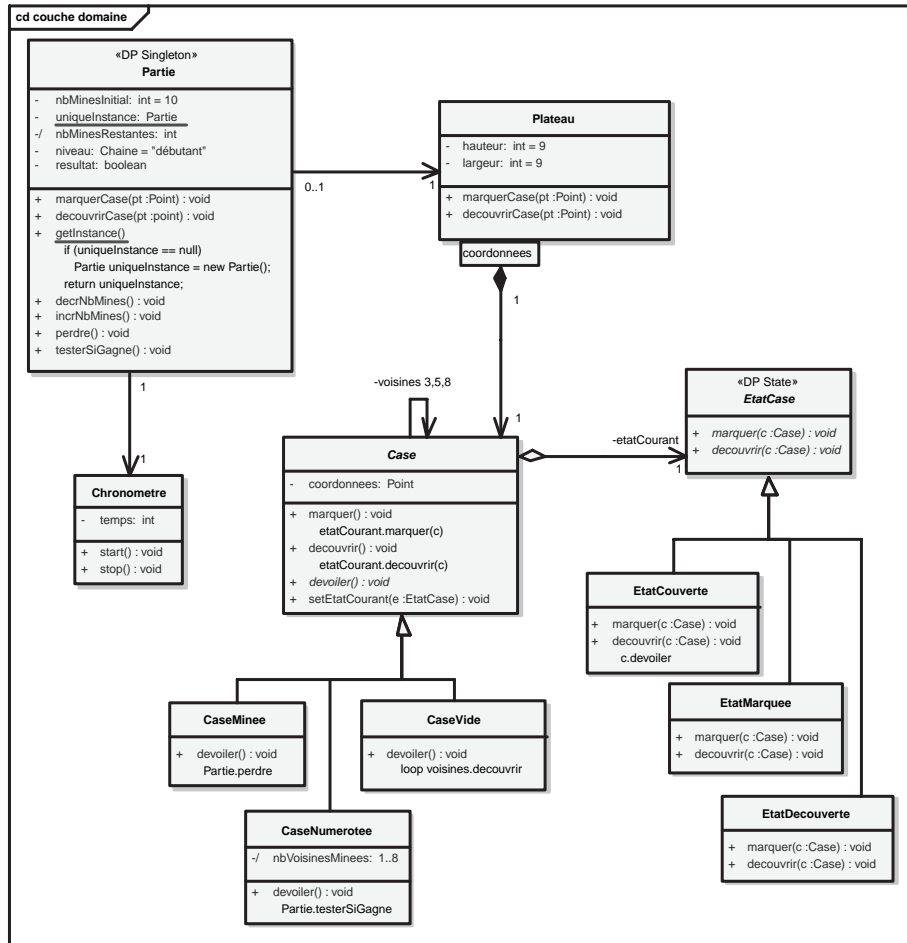 cd couche domaine
«DP Singleton»
Partie
- nbMinesInitial: int = 10
- uniqueInstance: Partie
-/ nbMinesRestantes: int
- niveau: Chaine = "débutant"
- resultat: boolean
+ marquerCase(pt :Point) : void
+ decouvrirCase(pt :point) : void
+ getInstance()
if (uniqueInstance == null)
Partie uniqueInstance = new Partie();
return uniqueInstance;
+ decrNbMines() : void
+ incrNbMines() : void
+ perdre() : void
+ testerSiGagne() : void
0..1
1
Plateau
- hauteur: int = 9
- largeur: int = 9
+ marquerCase(pt :Point) : void
+ decouvrirCase(pt :Point) : void
coordonnees
1
1
1
1
Chronometre
- temps: int
+ start() : void
+ stop() : void
-voisines 3,5,8
Case
- coordonnees: Point
+ marquer() : void
etatCourant.marquer(c)
+ decouvrir() : void
etatCourant.decouvrir(c)
+ devoiler() : void
+ setEtatCourant(e :EtatCase) : void
-etatCourant
1
«DP State»
EtatCase
+ marquer(c :Case) : void
+ decouvrir(c :Case) : void
EtatCouverte
+ marquer(c :Case) : void
+ decouvrir(c :Case) : void
c.devoiler
EtatMarquee
+ marquer(c :Case) : void
+ decouvrir(c :Case) : void
EtatDecouverte
+ marquer(c :Case) : void
+ decouvrir(c :Case) : void
CaseMinee
+ devoiler() : void
Partie.perdre
CaseVide
+ devoiler() : void
loop voisines.decouvrir
CaseNumerotee
-/ nbVoisinesMinees: 1..8
+ devoiler() : void
Partie.testerSiGagne